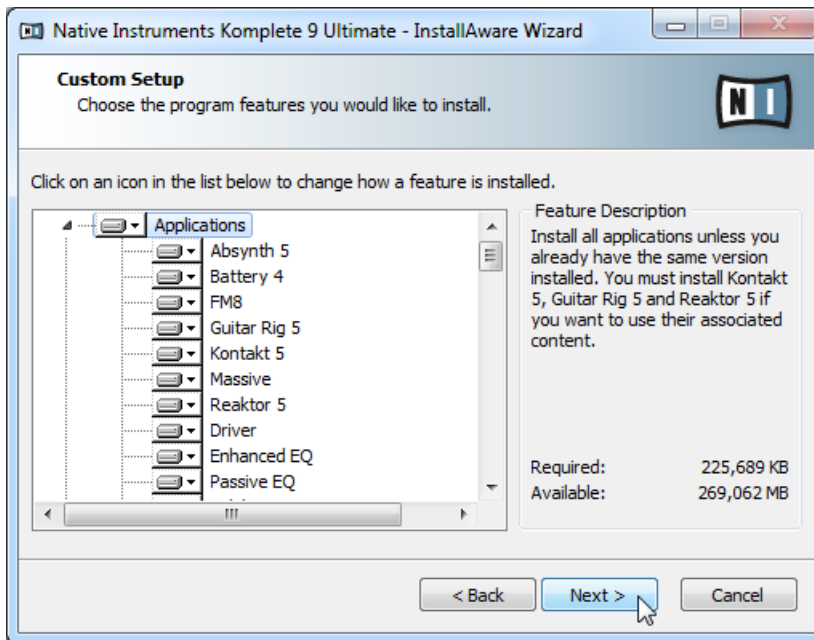 Native Instruments Komplete 9 Ultimate - InstallAware Wizard
Custom Setup
Choose the program features you would like to install.
N I
Click on an icon in the list below to change how a feature is installed.
Applications
Absynth 5
Battery 4
FM8
Guitar Rig 5
Kontakt 5
Massive
Reaktor 5
Driver
Enhanced EQ
Passive EQ
Feature Description
Install all applications unless you
already have the same version
installed. You must install Kontakt
5, Guitar Rig 5 and Reaktor 5 if
you want to use their associated
content.
Required: 225,689 KB
Available: 269,062 MB
< Back Next > Cancel